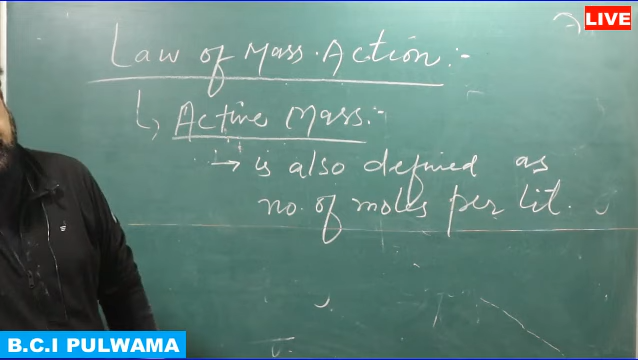 LIVE
Law of Mass Action:-
↳ Active Mass:-
→ is also defined as
no. of moles per lit.
B.C.I PULWAMA